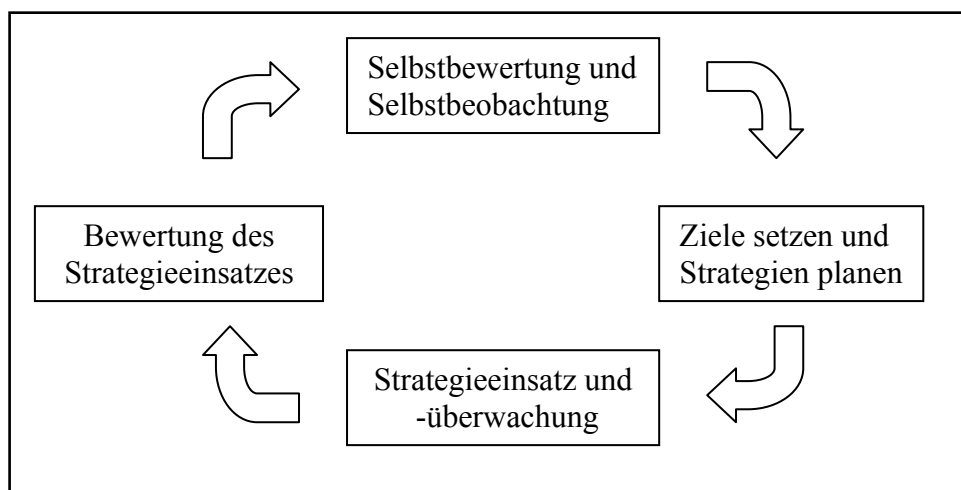 Selbstbewertung und
Selbstbeobachtung
Ziele setzen und
Strategien planen
Strategieeinsatz und
-überwachung
Bewertung des
Strategieeinsatzes